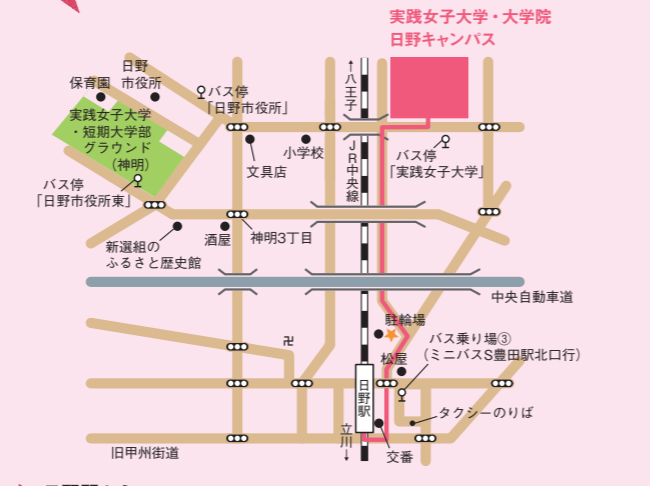 実践女子大学・大学院
日野キャンパス
日野
市役所
保育園
バス停
「日野市役所」
↑八王子
実践女子大学
・短期大学部
グラウンド
（神明）
文具店
小学校
JR中央線
バス停
「実践女子大学」
バス停
「日野市役所東」
酒屋
神明3丁目
新選組の
ふるさと歴史館
中央自動車道
駐輪場
卍
バス乗り場③
（ミニバスS豊田駅北口行）
松屋
日野駅
タクシーのりば
立川↓
交番
旧甲州街道